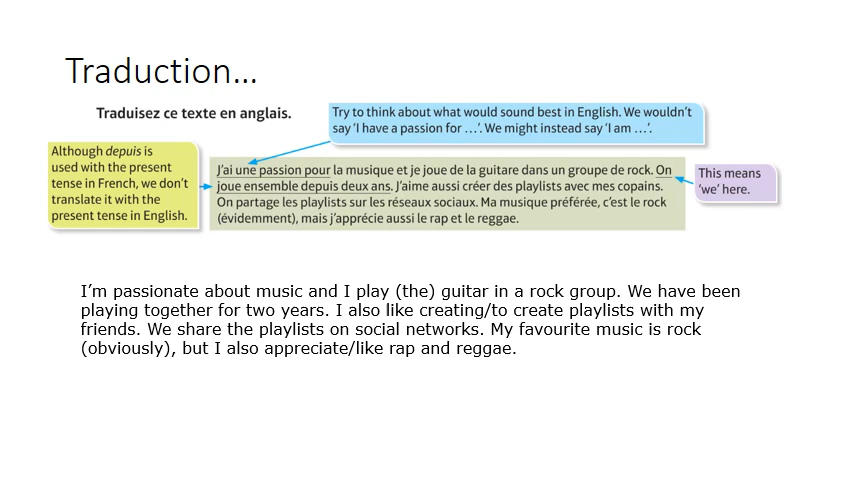 Traduction…
Traduisez ce texte en anglais.
Try to think about what would sound best in English. We wouldn’t
say ‘I have a passion for …’. We might instead say ‘I am …’.
Although depuis is
used with the present
tense in French, we don’t
translate it with the
present tense in English.
J’ai une passion pour la musique et je joue de la guitare dans un groupe de rock. On
joue ensemble depuis deux ans. J’aime aussi créer des playlists avec mes copains.
On partage les playlists sur les réseaux sociaux. Ma musique préférée, c’est le rock
(évidemment), mais j’apprécie aussi le rap et le reggae.
This means
‘we’ here.
I’m passionate about music and I play (the) guitar in a rock group. We have been
playing together for two years. I also like creating/to create playlists with my
friends. We share the playlists on social networks. My favourite music is rock
(obviously), but I also appreciate/like rap and reggae.